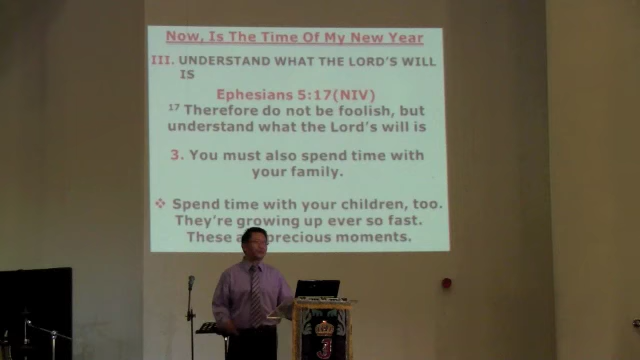 Now, Is The Time Of My New Year
III. UNDERSTAND WHAT THE LORD'S WILL
IS
Ephesians 5:17(NIV)
17 Therefore do not be foolish, but
understand what the Lord's will is
3. You must also spend time with
your family.
❖ Spend time with your children, too.
They're growing up ever so fast.
These a precious moments.